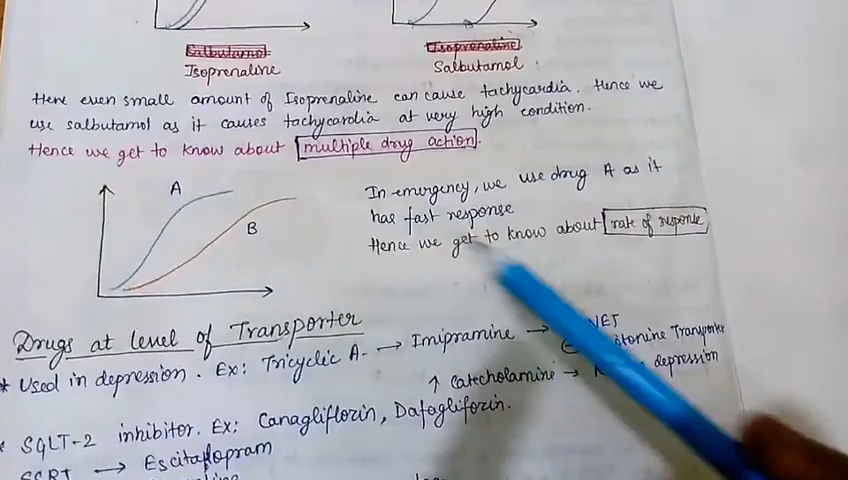 Salbutamol
Isoprenaline
Isoprenaline
Salbutamol
Here even small amount of Isoprenaline can cause tachycardia. Hence we
use salbutamol as it causes tachycardia at very high condition.
Hence we get to know about multiple drug action.
A
B
In emergency, we use drug A as it
has fast response
Hence we get to know about rate of response
Drugs at level of Transporter
* Used in depression. Ex: Tricyclic A. → Imipramine → NET
Transporter
↑ Catecholamine → depression
* SGLT-2 inhibitor. Ex: Canagliflozin, Dafagliforin.
→ Escitalopram